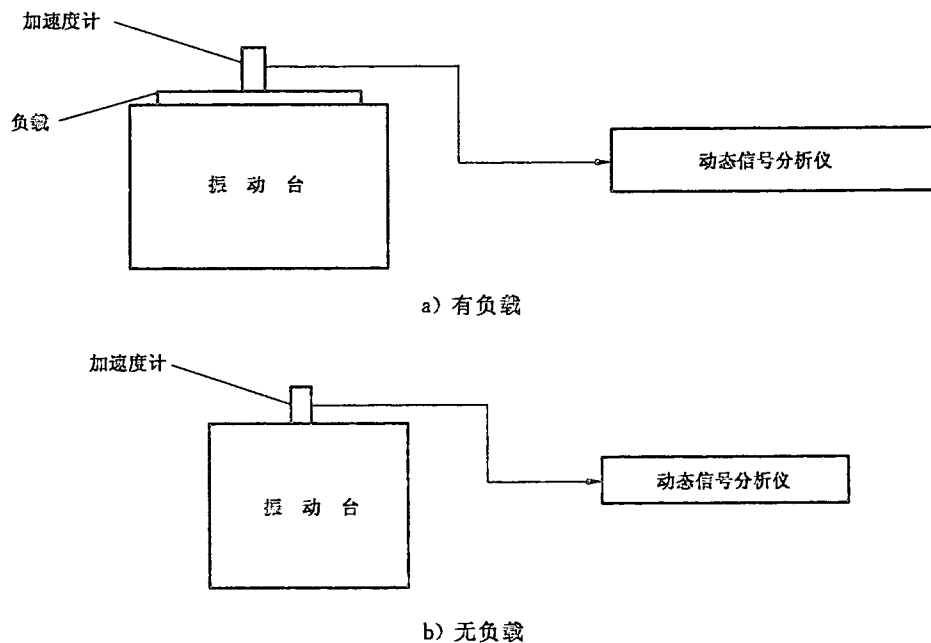 加速度计
负载
振动台
动态信号分析仪
a) 有负载
加速度计
振动台
动态信号分析仪
b) 无负载